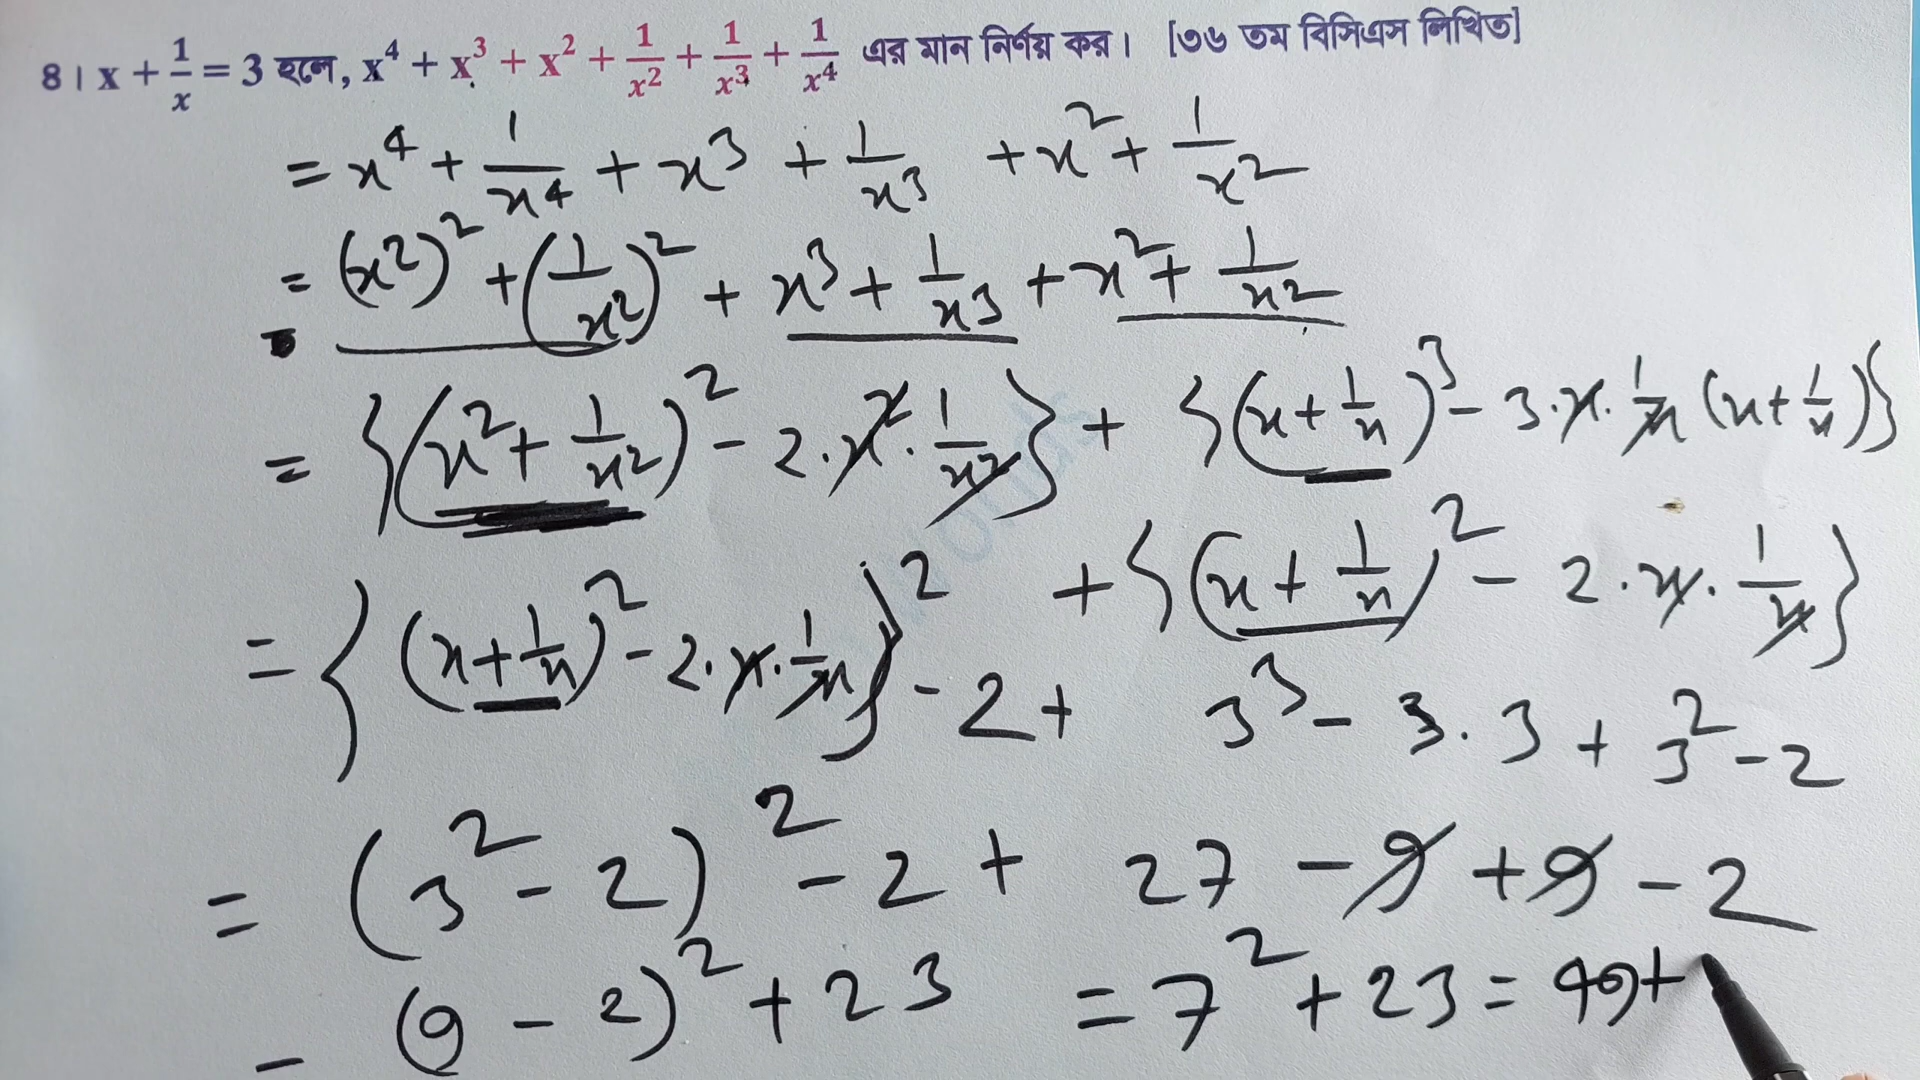 8। x + 1/x = 3 হলে, x⁴ + x³ + x² + 1/x² + 1/x³ + 1/x⁴ এর মান নির্ণয় কর। [৩৬ তম বিসিএস লিখিত]
= x⁴ + 1/x⁴ + x³ + 1/x³ + x² + 1/x²
= (x²)² + (1/x²)² + x³ + 1/x³ + x² + 1/x²
= {(x² + 1/x²)² - 2.x².1/x²} + {(x + 1/x)³ - 3.x.1/x (x + 1/x)}
+ {(x + 1/x)² - 2.x.1/x}
= {(x + 1/x)² - 2.x.1/x}² - 2 + 3³ - 3.3 + 3² - 2
= (3² - 2)² - 2 + 27 - 9 + 9 - 2
= (9 - 2)² + 23 = 7² + 23 = 49+